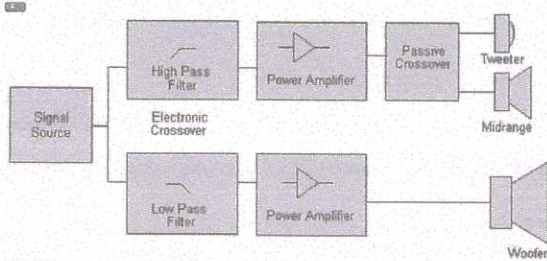 High Pass
Filter
Power Amplifier
Passive
Crossover
Tweeter
Signal
Source
Electronic
Crossover
Midrange
Low Pass
Filter
Power Amplifier
Woofer